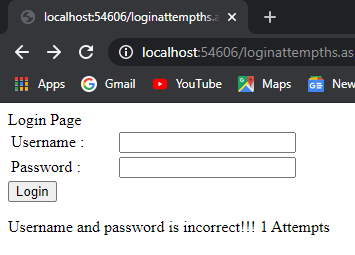 localhost:54606/loginattempths.a
localhost:54606/loginattempths.as
Apps Gmail YouTube Maps Nev
Login Page
Username :
Password :
Login
Username and password is incorrect!!! 1 Attempts